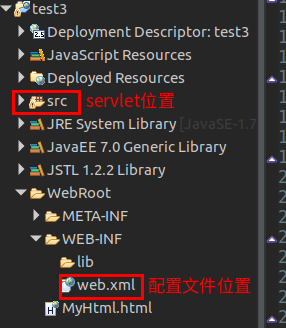 test3
Deployment Descriptor: test3
JavaScript Resources
Deployed Resources
src servlet位置
JRE System Library [JavaSE-1.7
JavaEE 7.0 Generic Library
JSTL 1.2.2 Library
WebRoot
META-INF
WEB-INF
lib
web.xml 配置文件位置
MyHtml.html